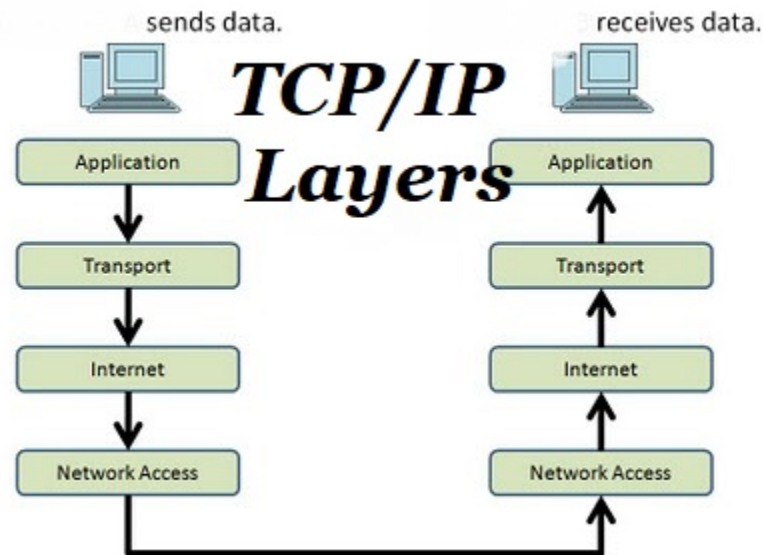 sends data.
receives data.
TCP/IP
Layers
Application
Transport
Internet
Network Access
Application
Transport
Internet
Network Access